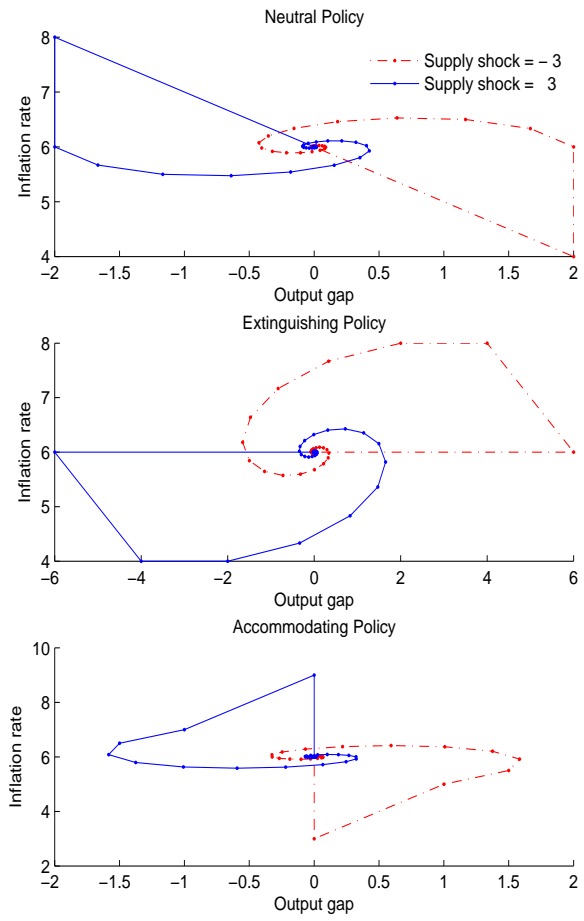 Neutral Policy
8
7
6
5
4
Inflation rate
Supply shock = − 3
Supply shock = 3
−2 −1.5 −1 −0.5 0 0.5 1 1.5 2
Output gap
Extinguishing Policy
8
7
6
5
4
Inflation rate
−6 −4 −2 0 2 4 6
Output gap
Accommodating Policy
10
8
6
4
2
Inflation rate
−2 −1.5 −1 −0.5 0 0.5 1 1.5 2
Output gap